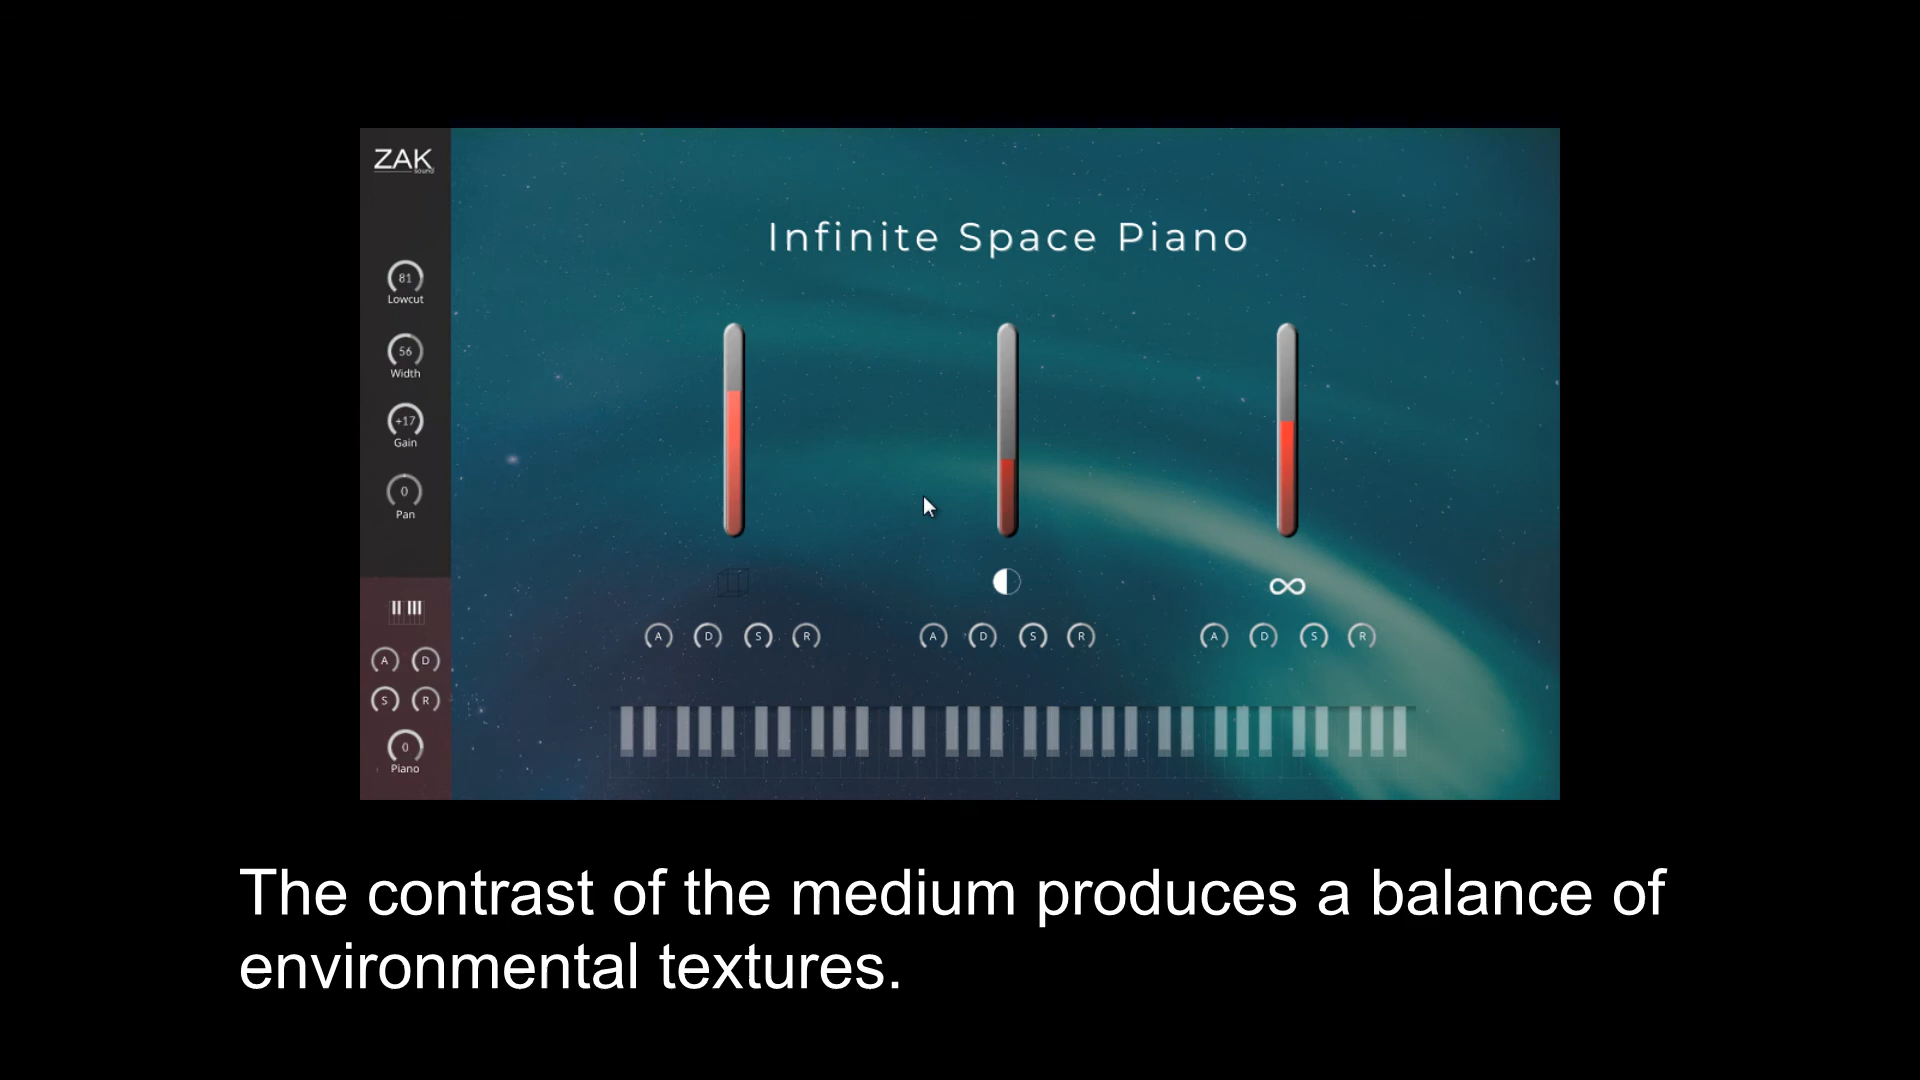 ZAK
sound
Infinite Space Piano
81
Lowcut
56
Width
+17
Gain
0
Pan
A D S R
A D S R
A D S R
A D
S R
0
Piano
The contrast of the medium produces a balance of
environmental textures.